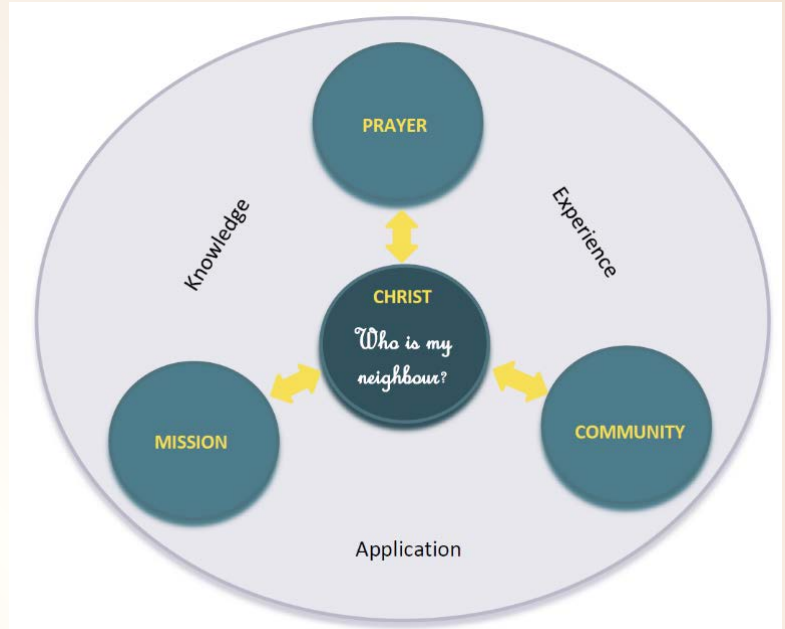 PRAYER
Knowledge
Experience
CHRIST
Who is my
neighbour?
MISSION
COMMUNITY
Application